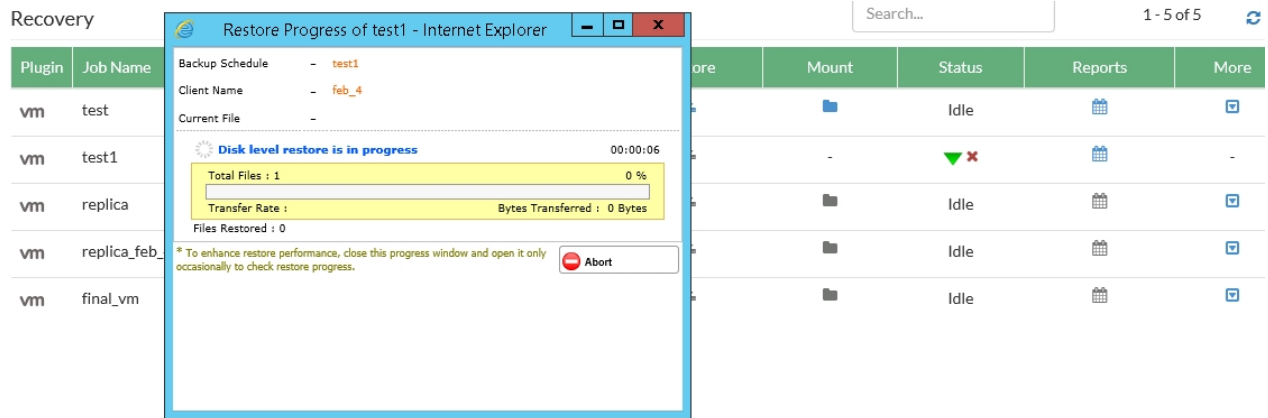 Recovery
Search...
1 - 5 of 5
Restore Progress of test1 - Internet Explorer
Plugin Job Name ore Mount Status Reports More
Backup Schedule - test1
Client Name - feb_4
Current File -
vm test Idle
Disk level restore is in progress 00:00:06
vm test1 - -
Total Files : 1 0 %
Transfer Rate : Bytes Transferred : 0 Bytes
Files Restored : 0
vm replica Idle
* To enhance restore performance, close this progress window and open it only
occasionally to check restore progress.
Abort
vm replica_feb_ Idle
vm final_vm Idle